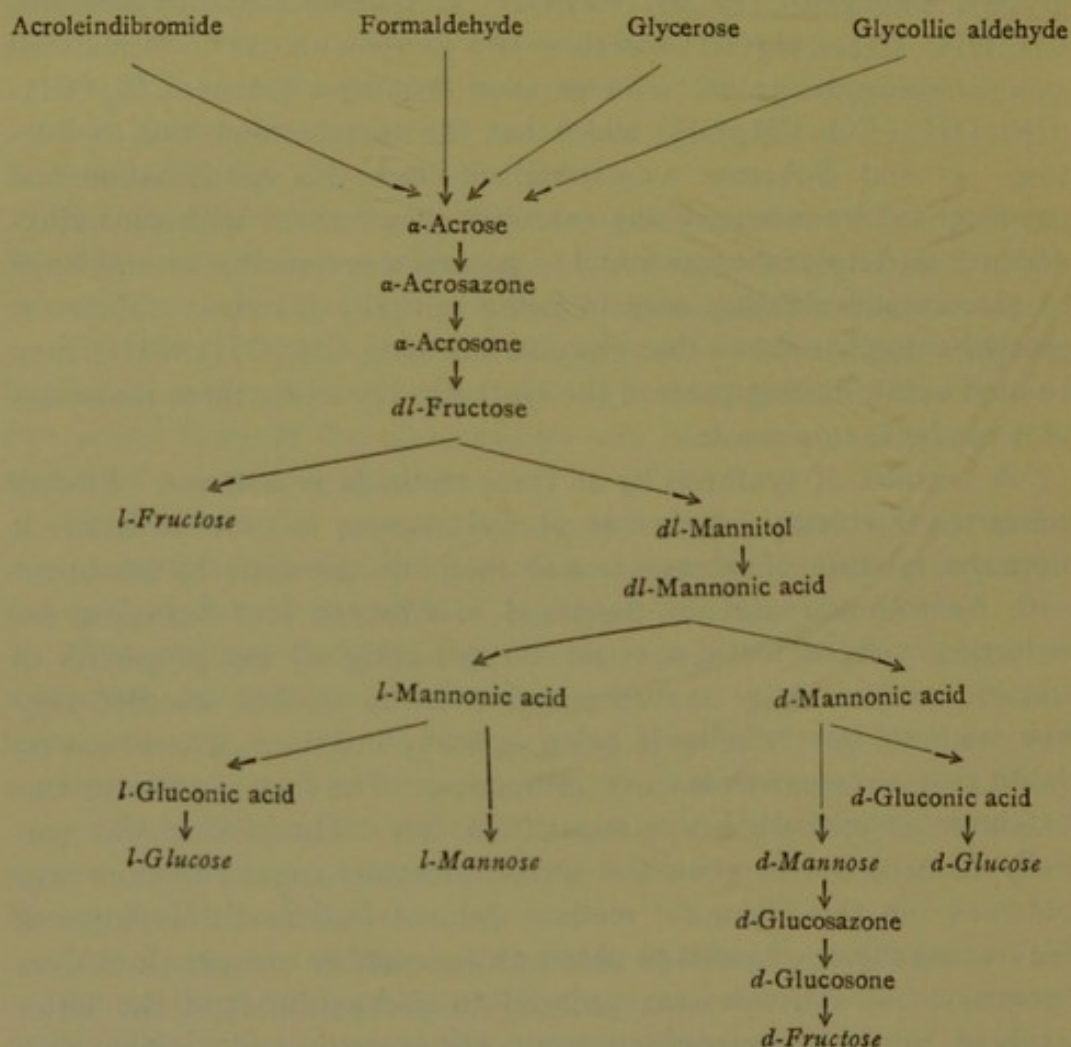 Acroleindibromide Formaldehyde Glycerose Glycollic aldehyde
α-Acrose
α-Acrosazone
α-Acrosone
dl-Fructose
l-Fructose dl-Mannitol
dl-Mannonic acid
l-Mannonic acid d-Mannonic acid
l-Gluconic acid d-Gluconic acid
l-Glucose l-Mannose d-Mannose d-Glucose
d-Glucosazone
d-Glucosone
d-Fructose